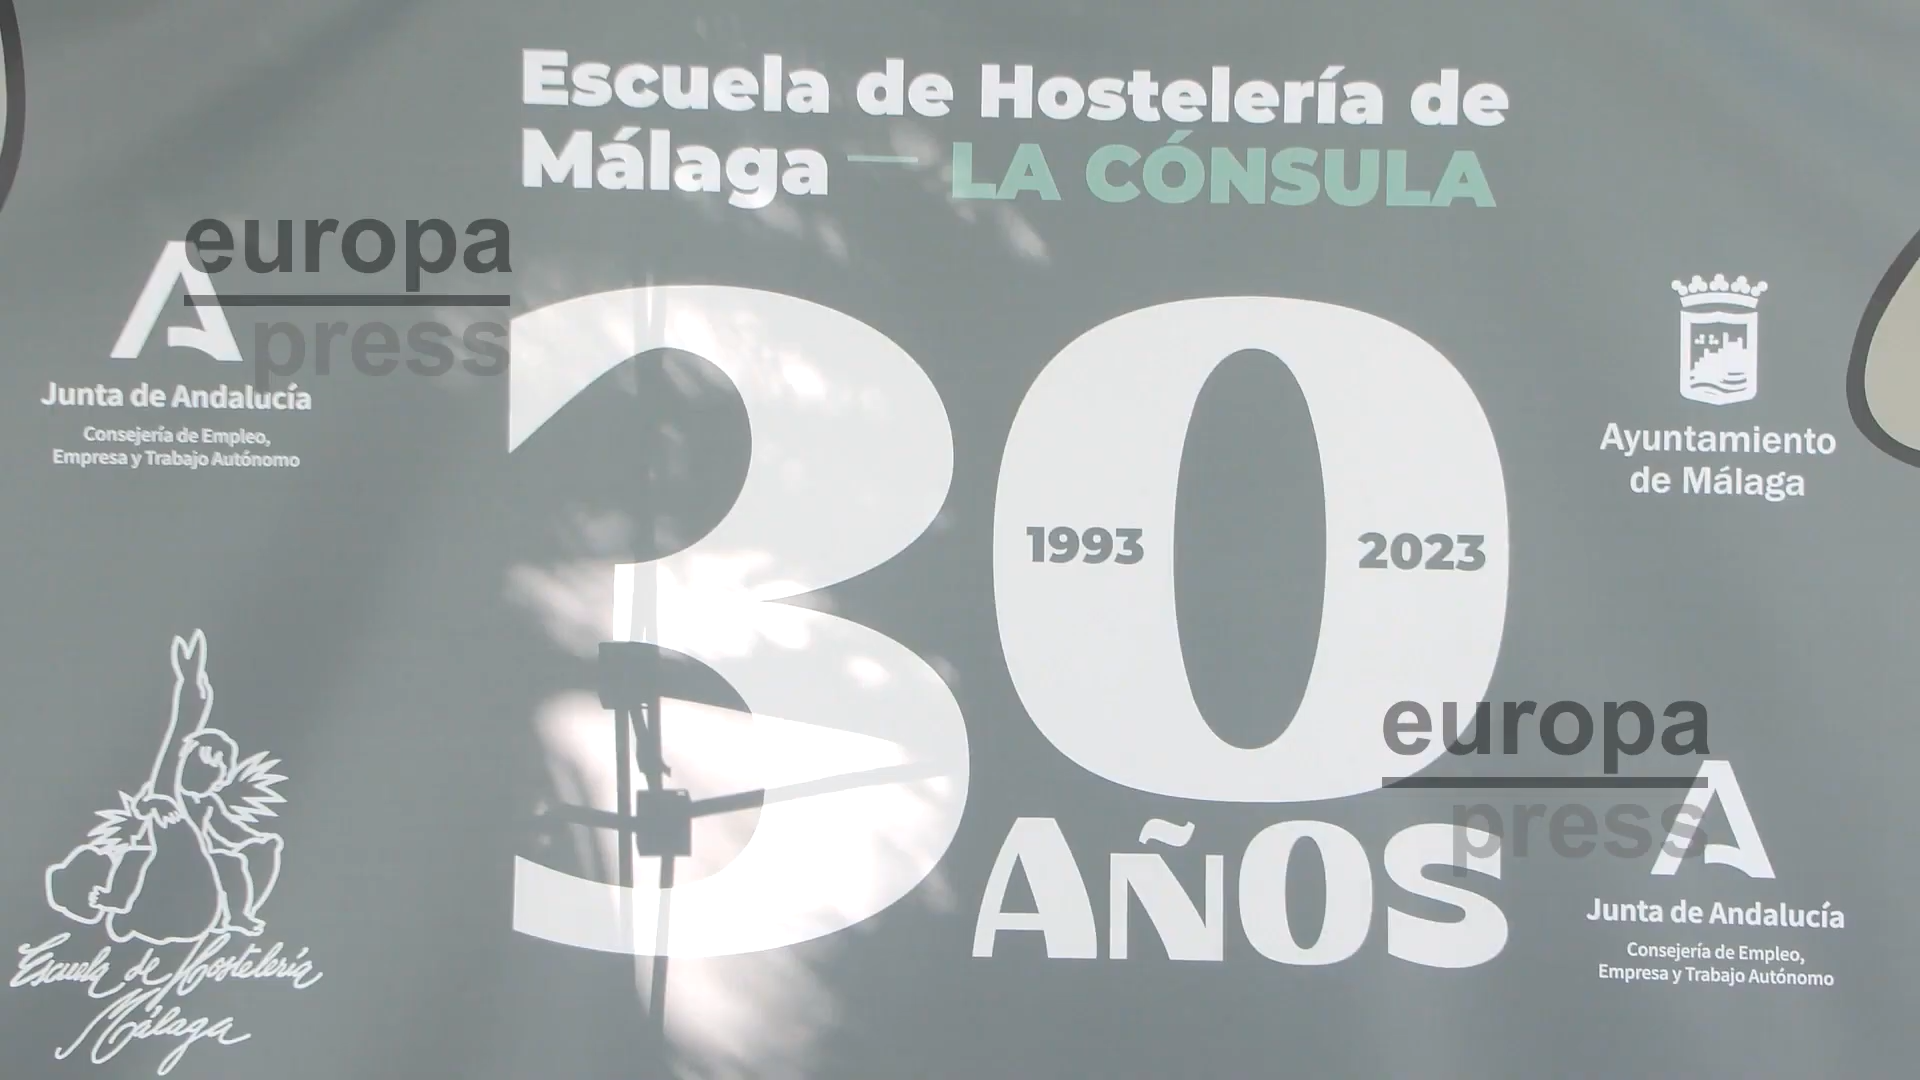 Escuela de Hostelería de
Málaga — LA CÓNSULA
europa
press
Junta de Andalucía
Consejería de Empleo,
Empresa y Trabajo Autónomo
30
1993
2023
AÑOS
Ayuntamiento
de Málaga
europa
press
Junta de Andalucía
Consejería de Empleo,
Empresa y Trabajo Autónomo
Escuela de Hostelería
Málaga